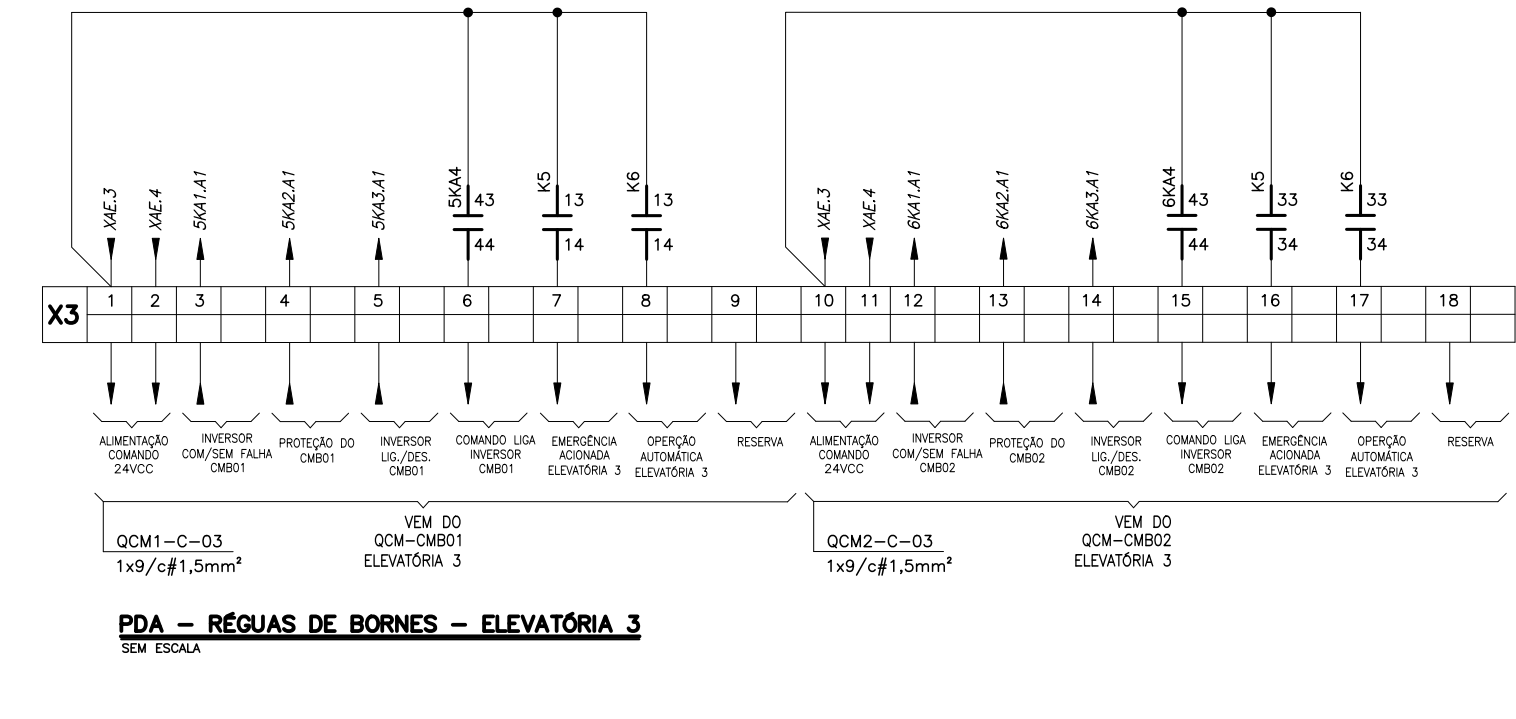 XAE.3
XAE.4
5KA1.A1
5KA2.A1
5KA3.A1
5KA4 43 44
K5 13 14
K6 13 14
XAE.3
XAE.4
6KA1.A1
6KA2.A1
6KA3.A1
6KA4 43 44
K5 33 34
K6 33 34
X3 1 2 3 4 5 6 7 8 9 10 11 12 13 14 15 16 17 18
ALIMENTAÇÃO
COMANDO
24VCC
INVERSOR
COM/SEM FALHA
CMB01
PROTEÇÃO DO
CMB01
INVERSOR
LIG./DES.
CMB01
COMANDO LIGA
INVERSOR
CMB01
EMERGÊNCIA
ACIONADA
ELEVATÓRIA 3
OPERÇÃO
AUTOMÁTICA
ELEVATÓRIA 3
RESERVA
ALIMENTAÇÃO
COMANDO
24VCC
INVERSOR
COM/SEM FALHA
CMB02
PROTEÇÃO DO
CMB02
INVERSOR
LIG./DES.
CMB02
COMANDO LIGA
INVERSOR
CMB02
EMERGÊNCIA
ACIONADA
ELEVATÓRIA 3
OPERÇÃO
AUTOMÁTICA
ELEVATÓRIA 3
RESERVA
QCM1-C-03
1x9/c#1,5mm²
VEM DO
QCM-CMB01
ELEVATÓRIA 3
QCM2-C-03
1x9/c#1,5mm²
VEM DO
QCM-CMB02
ELEVATÓRIA 3
PDA - RÉGUAS DE BORNES - ELEVATÓRIA 3
SEM ESCALA